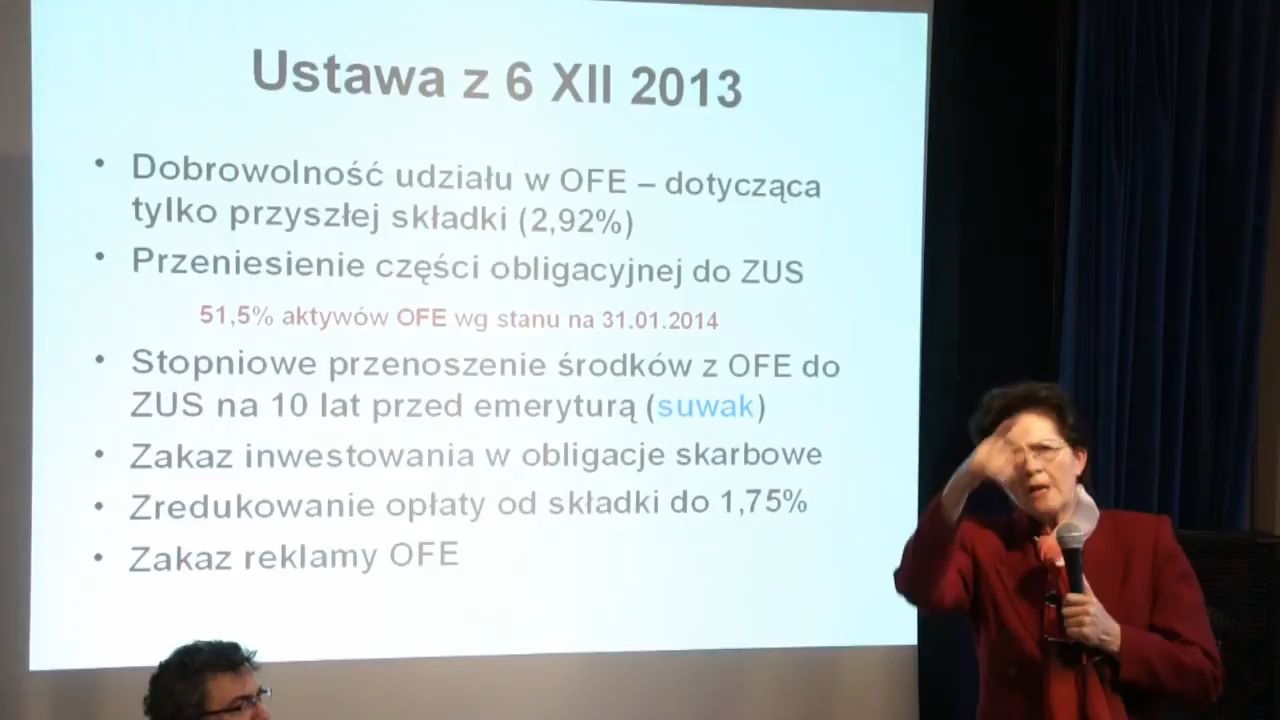 Ustawa z 6 XII 2013
• Dobrowolność udziału w OFE – dotycząca
tylko przyszłej składki (2,92%)
• Przeniesienie części obligacyjnej do ZUS
51,5% aktywów OFE wg stanu na 31.01.2014
• Stopniowe przenoszenie środków z OFE do
ZUS na 10 lat przed emeryturą (suwak)
• Zakaz inwestowania w obligacje skarbowe
• Zredukowanie opłaty od składki do 1,75%
• Zakaz reklamy OFE